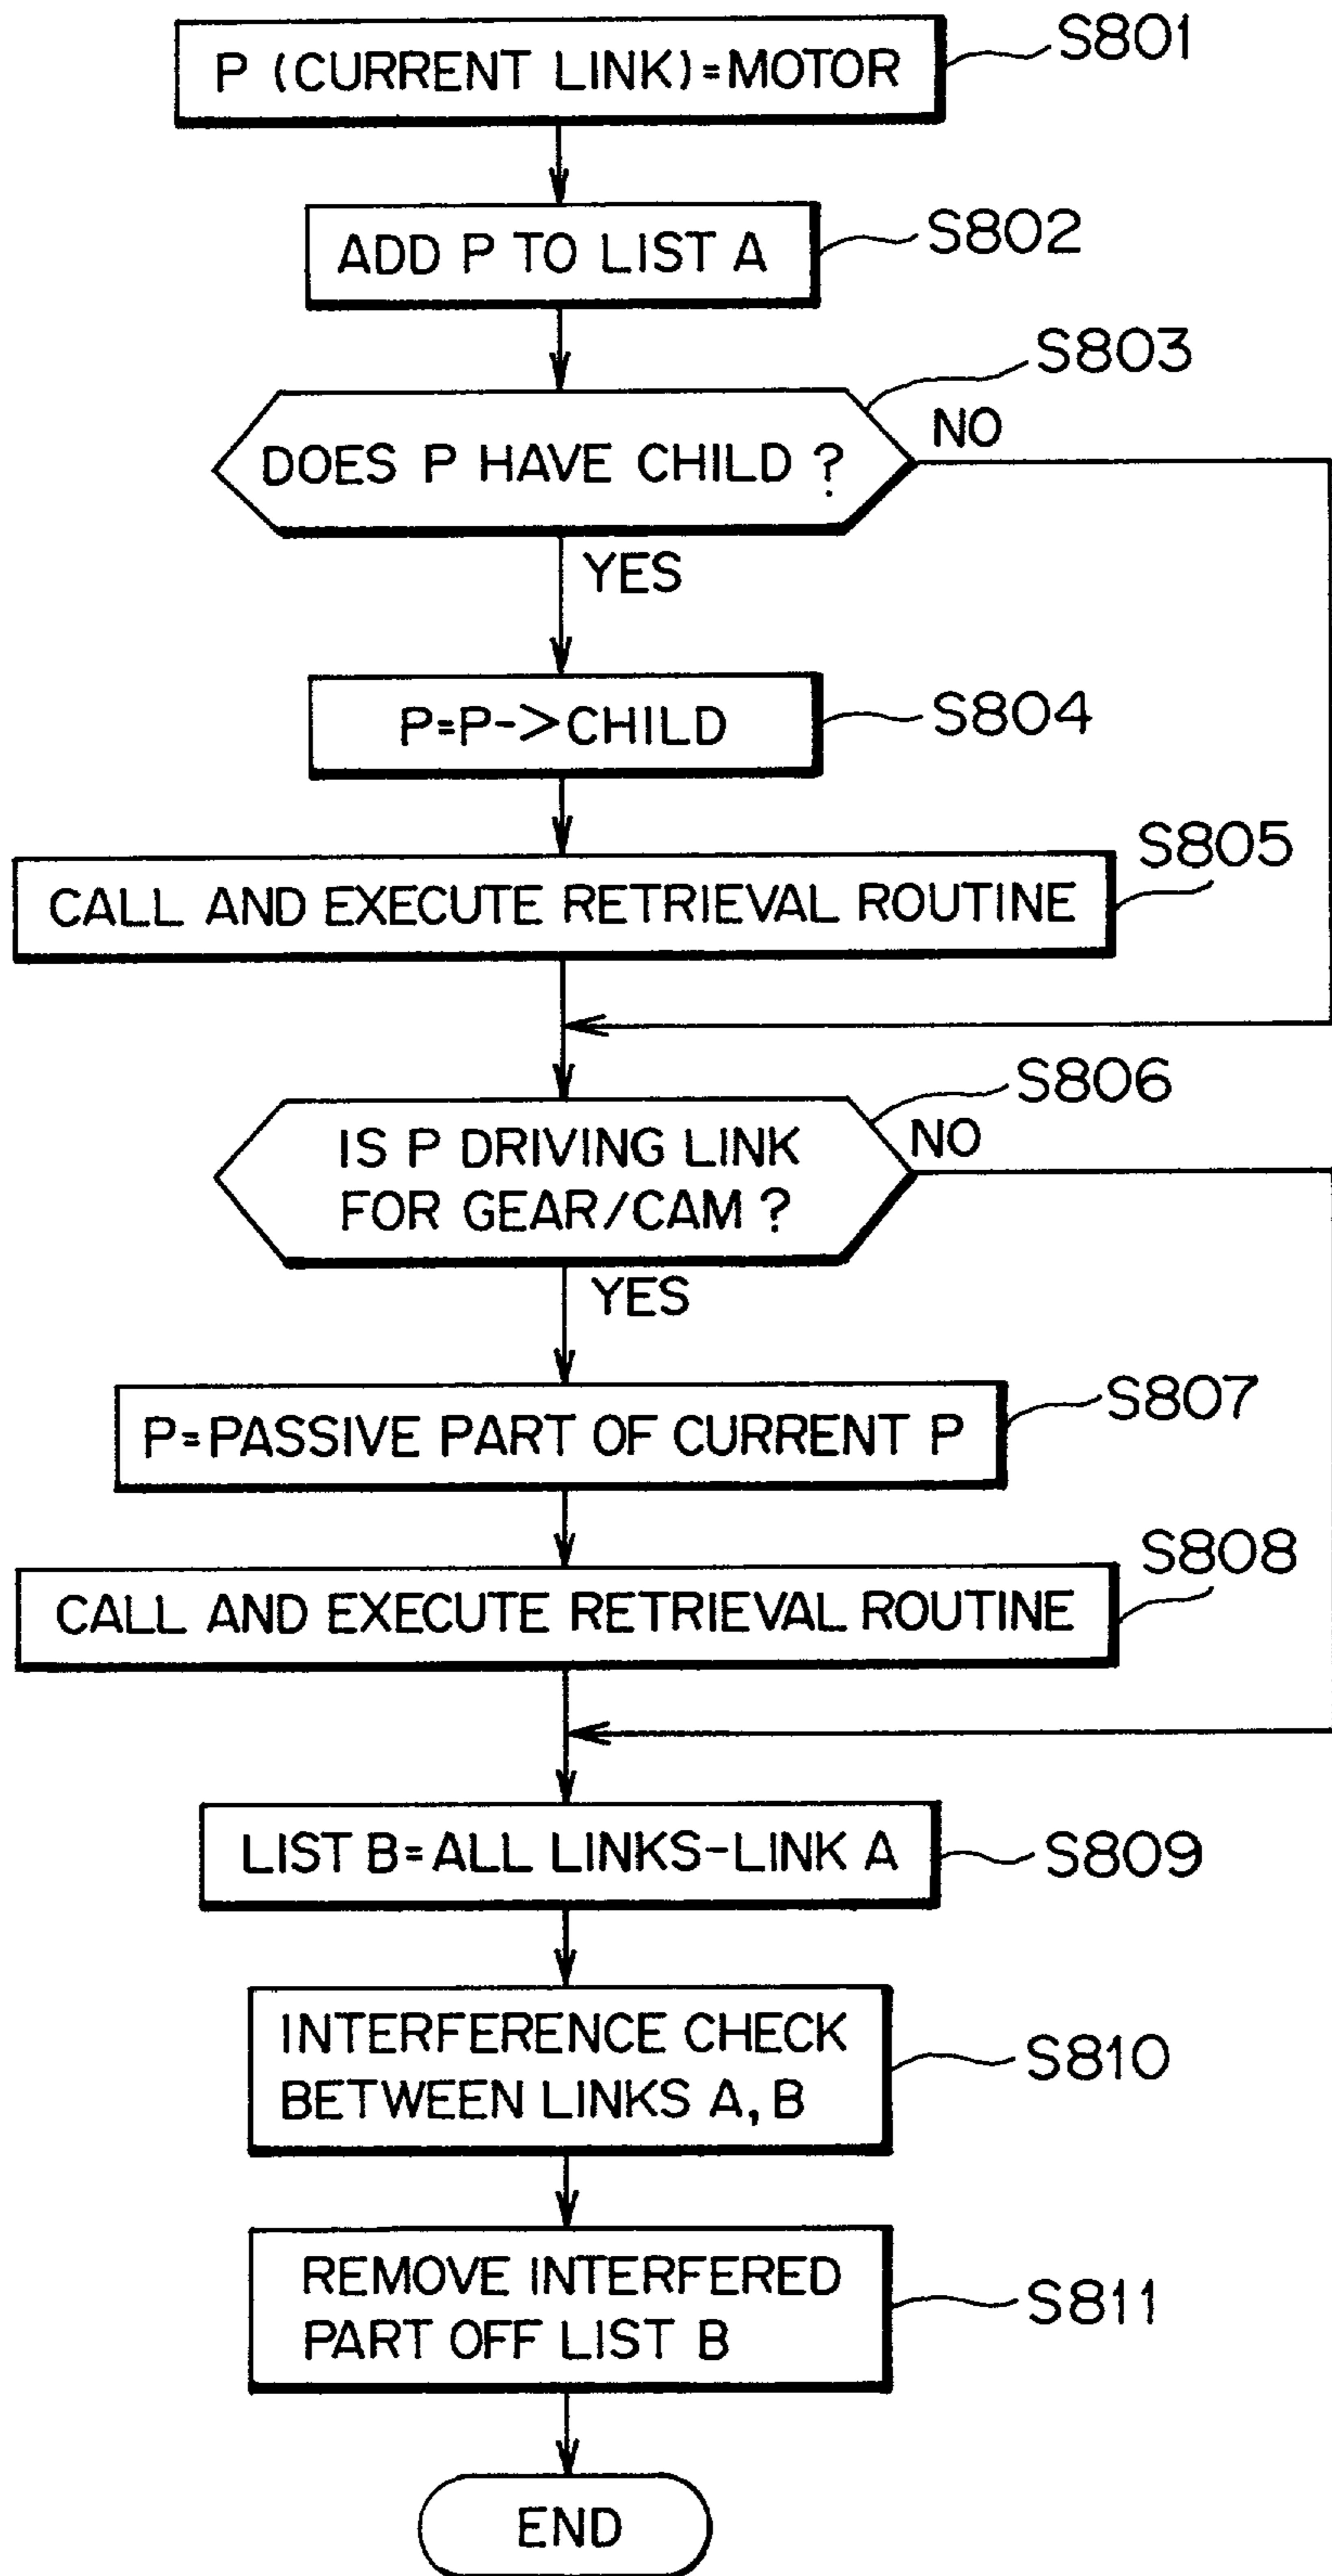 P (CURRENT LINK)=MOTOR
S801
ADD P TO LIST A
S802
S803
DOES P HAVE CHILD ?
NO
YES
P=P->CHILD
S804
S805
CALL AND EXECUTE RETRIEVAL ROUTINE
S806
IS P DRIVING LINK
FOR GEAR/CAM ?
NO
YES
P=PASSIVE PART OF CURRENT P
S807
S808
CALL AND EXECUTE RETRIEVAL ROUTINE
LIST B=ALL LINKS-LINK A
S809
INTERFERENCE CHECK
BETWEEN LINKS A, B
S810
REMOVE INTERFERED
PART OFF LIST B
S811
END